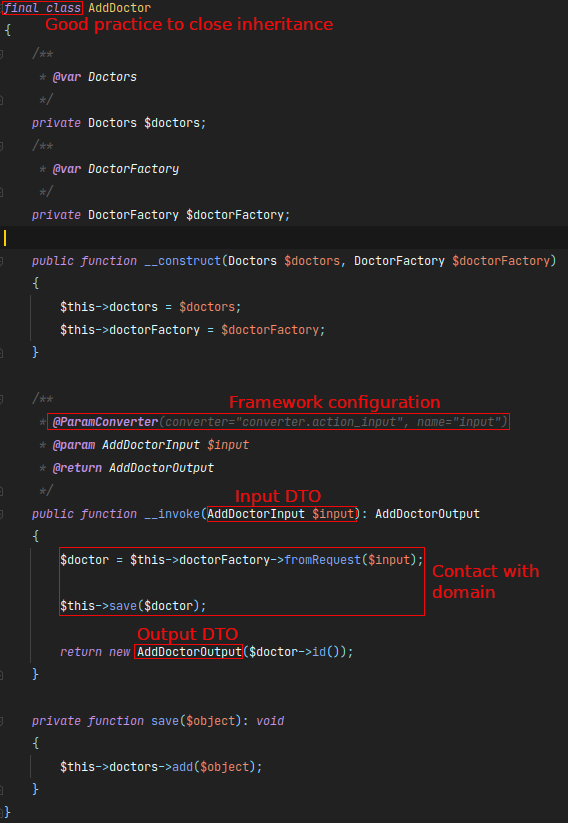 final class AddDoctor
Good practice to close inheritance
{
/**
* @var Doctors
*/
private Doctors $doctors;
/**
* @var DoctorFactory
*/
private DoctorFactory $doctorFactory;
public function __construct(Doctors $doctors, DoctorFactory $doctorFactory)
{
$this->doctors = $doctors;
$this->doctorFactory = $doctorFactory;
}
/**
Framework configuration
* @ParamConverter(converter="converter.action_input", name="input")
* @param AddDoctorInput $input
* @return AddDoctorOutput
*/
Input DTO
public function __invoke(AddDoctorInput $input): AddDoctorOutput
{
$doctor = $this->doctorFactory->fromRequest($input);
Contact with
domain
$this->save($doctor);
Output DTO
return new AddDoctorOutput($doctor->id());
}
private function save($object): void
{
$this->doctors->add($object);
}
}